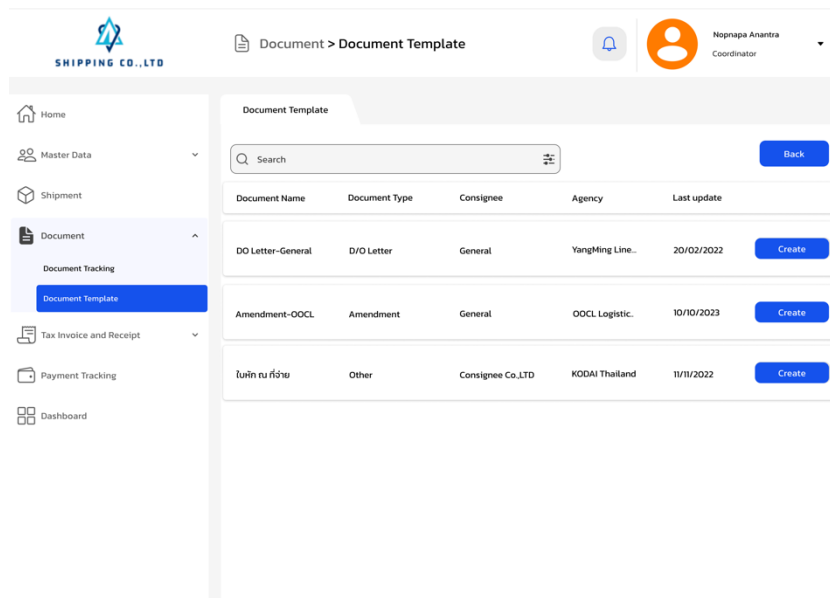 SHIPPING CO.,LTD
Document > Document Template
Nopnapa Anantra
Coordinator
Home
Master Data
Shipment
Document
Document Tracking
Document Template
Tax Invoice and Receipt
Payment Tracking
Dashboard
Document Template
Search
Back
Document Name Document Type Consignee Agency Last update
DO Letter-General D/O Letter General YangMing Line... 20/02/2022 Create
Amendment-OOCL Amendment General OOCL Logistic.. 10/10/2023 Create
ใบหัก ณ ที่จ่าย Other Consignee Co.,LTD KODAI Thailand 11/11/2022 Create